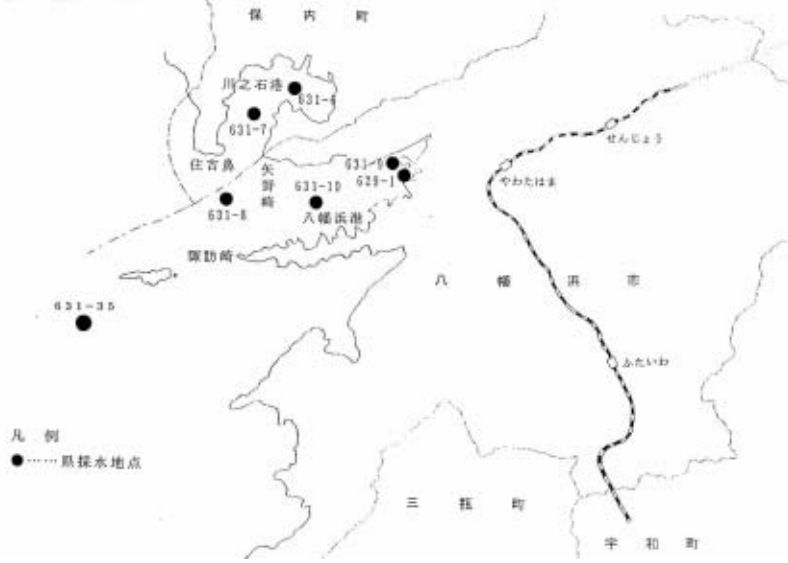 保内町
川之石港
631-6
631-7
せんじょう
住吉鼻
矢野崎
631-9
629-1
やわたはま
631-8
631-10
八幡浜港
諏訪崎
八幡浜市
631-35
ふたいわ
凡例
●……県採水地点
三瓶町
宇和町